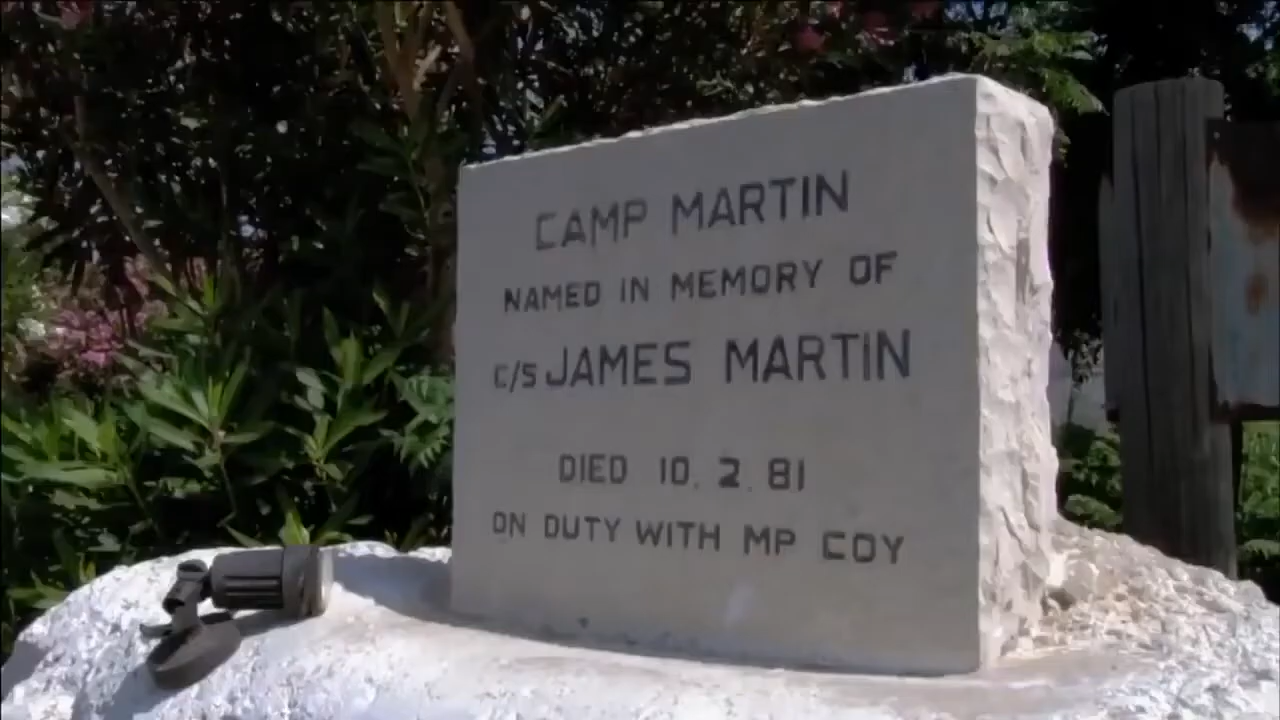 CAMP MARTIN
NAMED IN MEMORY OF
C/S JAMES MARTIN
DIED 10.2.81
ON DUTY WITH MP COY